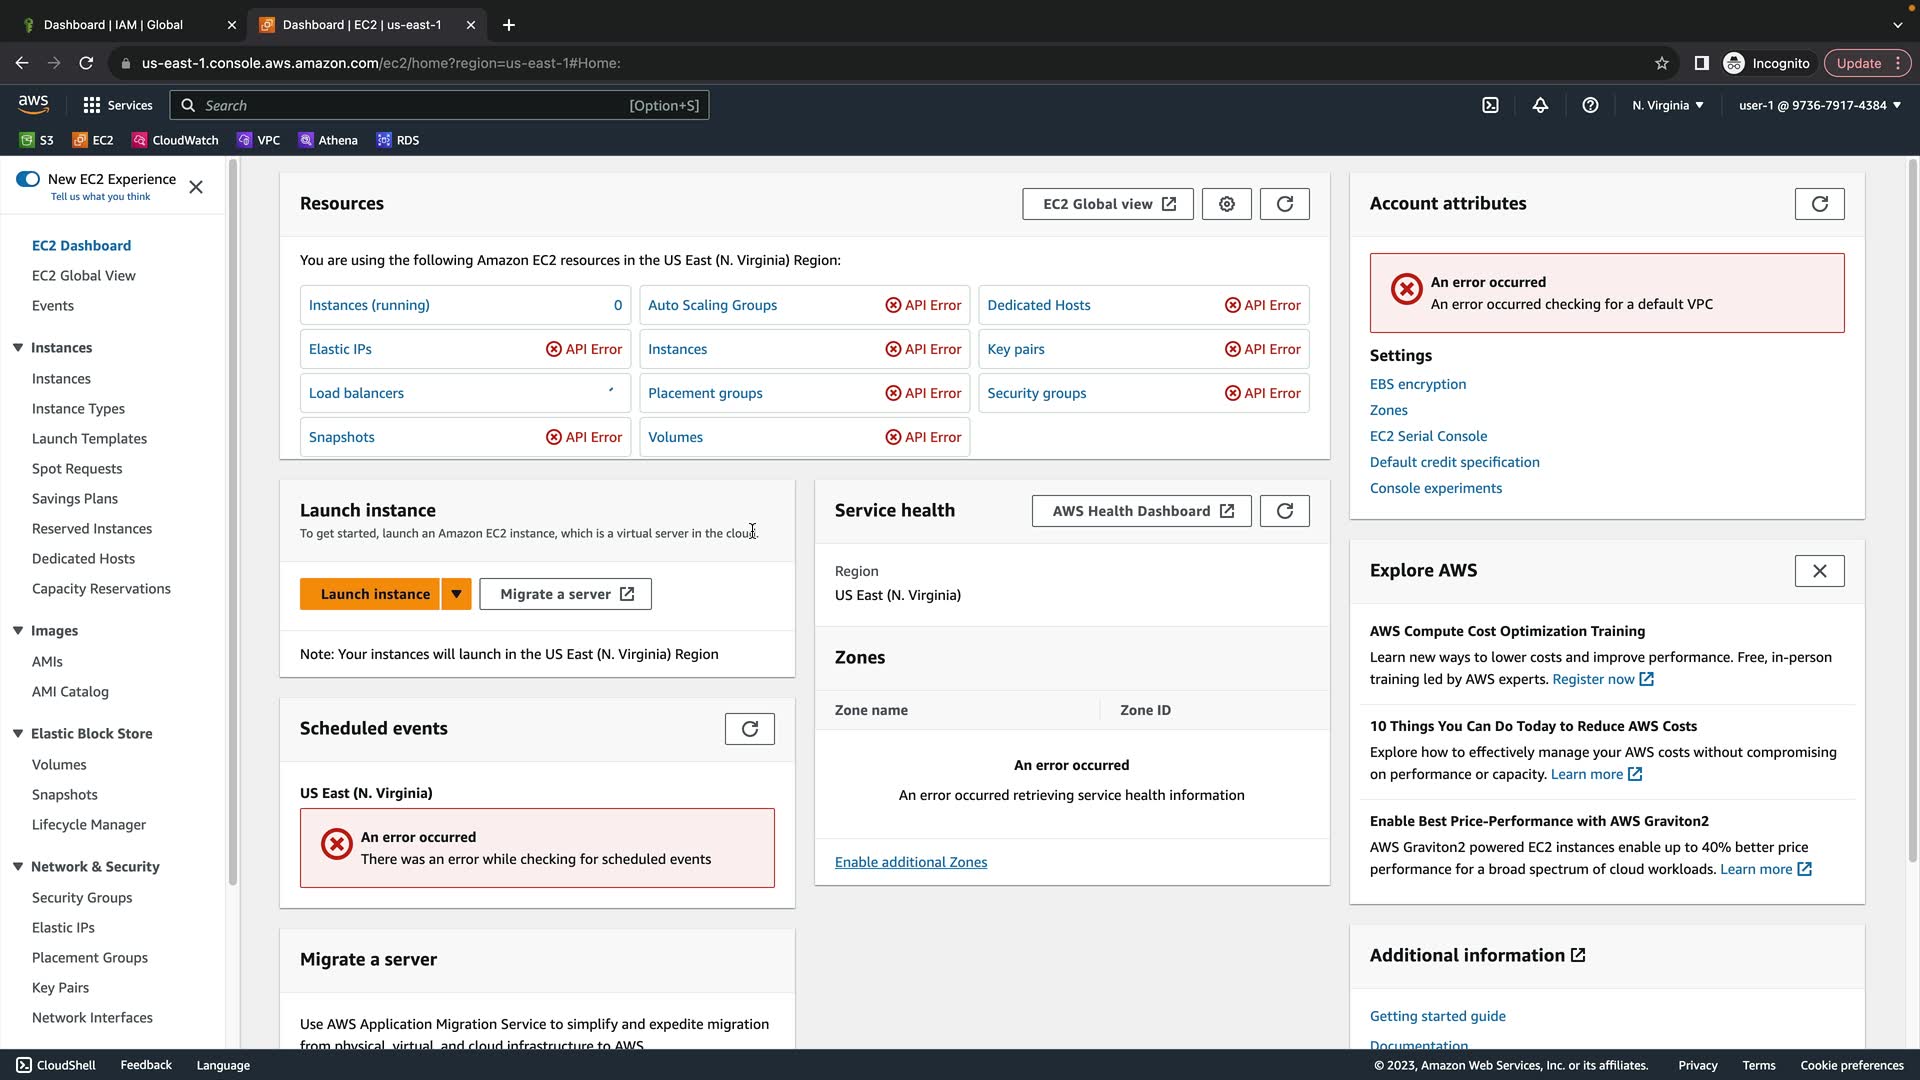 Dashboard | IAM | Global
Dashboard | EC2 | us-east-1
us-east-1.console.aws.amazon.com/ec2/home?region=us-east-1#Home:
Incognito
Update
aws
Services
Search
[Option+S]
N. Virginia
user-1 @ 9736-7917-4384
S3
EC2
CloudWatch
VPC
Athena
RDS
New EC2 Experience
Tell us what you think
EC2 Dashboard
EC2 Global View
Events
Instances
Instances
Instance Types
Launch Templates
Spot Requests
Savings Plans
Reserved Instances
Dedicated Hosts
Capacity Reservations
Images
AMIs
AMI Catalog
Elastic Block Store
Volumes
Snapshots
Lifecycle Manager
Network & Security
Security Groups
Elastic IPs
Placement Groups
Key Pairs
Network Interfaces
Resources
EC2 Global view
You are using the following Amazon EC2 resources in the US East (N. Virginia) Region:
Instances (running) 0
Auto Scaling Groups API Error
Dedicated Hosts API Error
Elastic IPs API Error
Instances API Error
Key pairs API Error
Load balancers
Placement groups API Error
Security groups API Error
Snapshots API Error
Volumes API Error
Launch instance
To get started, launch an Amazon EC2 instance, which is a virtual server in the cloud.
Launch instance
Migrate a server
Note: Your instances will launch in the US East (N. Virginia) Region
Scheduled events
US East (N. Virginia)
An error occurred
There was an error while checking for scheduled events
Migrate a server
Use AWS Application Migration Service to simplify and expedite migration
from physical, virtual, and cloud infrastructure to AWS.
Service health
AWS Health Dashboard
Region
US East (N. Virginia)
Zones
Zone name
Zone ID
An error occurred
An error occurred retrieving service health information
Enable additional Zones
Account attributes
An error occurred
An error occurred checking for a default VPC
Settings
EBS encryption
Zones
EC2 Serial Console
Default credit specification
Console experiments
Explore AWS
AWS Compute Cost Optimization Training
Learn new ways to lower costs and improve performance. Free, in-person
training led by AWS experts. Register now
10 Things You Can Do Today to Reduce AWS Costs
Explore how to effectively manage your AWS costs without compromising
on performance or capacity. Learn more
Enable Best Price-Performance with AWS Graviton2
AWS Graviton2 powered EC2 instances enable up to 40% better price
performance for a broad spectrum of cloud workloads. Learn more
Additional information
Getting started guide
Documentation
CloudShell
Feedback
Language
© 2023, Amazon Web Services, Inc. or its affiliates.
Privacy
Terms
Cookie preferences